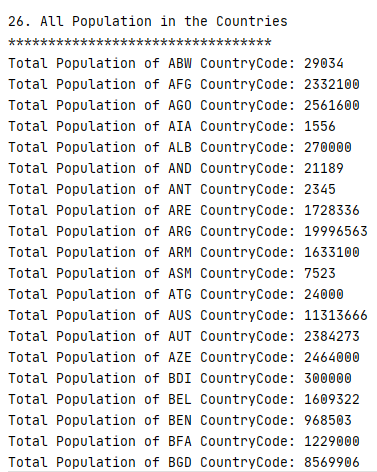 26. All Population in the Countries
*********************************
Total Population of ABW CountryCode: 29034
Total Population of AFG CountryCode: 2332100
Total Population of AGO CountryCode: 2561600
Total Population of AIA CountryCode: 1556
Total Population of ALB CountryCode: 270000
Total Population of AND CountryCode: 21189
Total Population of ANT CountryCode: 2345
Total Population of ARE CountryCode: 1728336
Total Population of ARG CountryCode: 19996563
Total Population of ARM CountryCode: 1633100
Total Population of ASM CountryCode: 7523
Total Population of ATG CountryCode: 24000
Total Population of AUS CountryCode: 11313666
Total Population of AUT CountryCode: 2384273
Total Population of AZE CountryCode: 2464000
Total Population of BDI CountryCode: 300000
Total Population of BEL CountryCode: 1609322
Total Population of BEN CountryCode: 968503
Total Population of BFA CountryCode: 1229000
Total Population of BGD CountryCode: 8569906